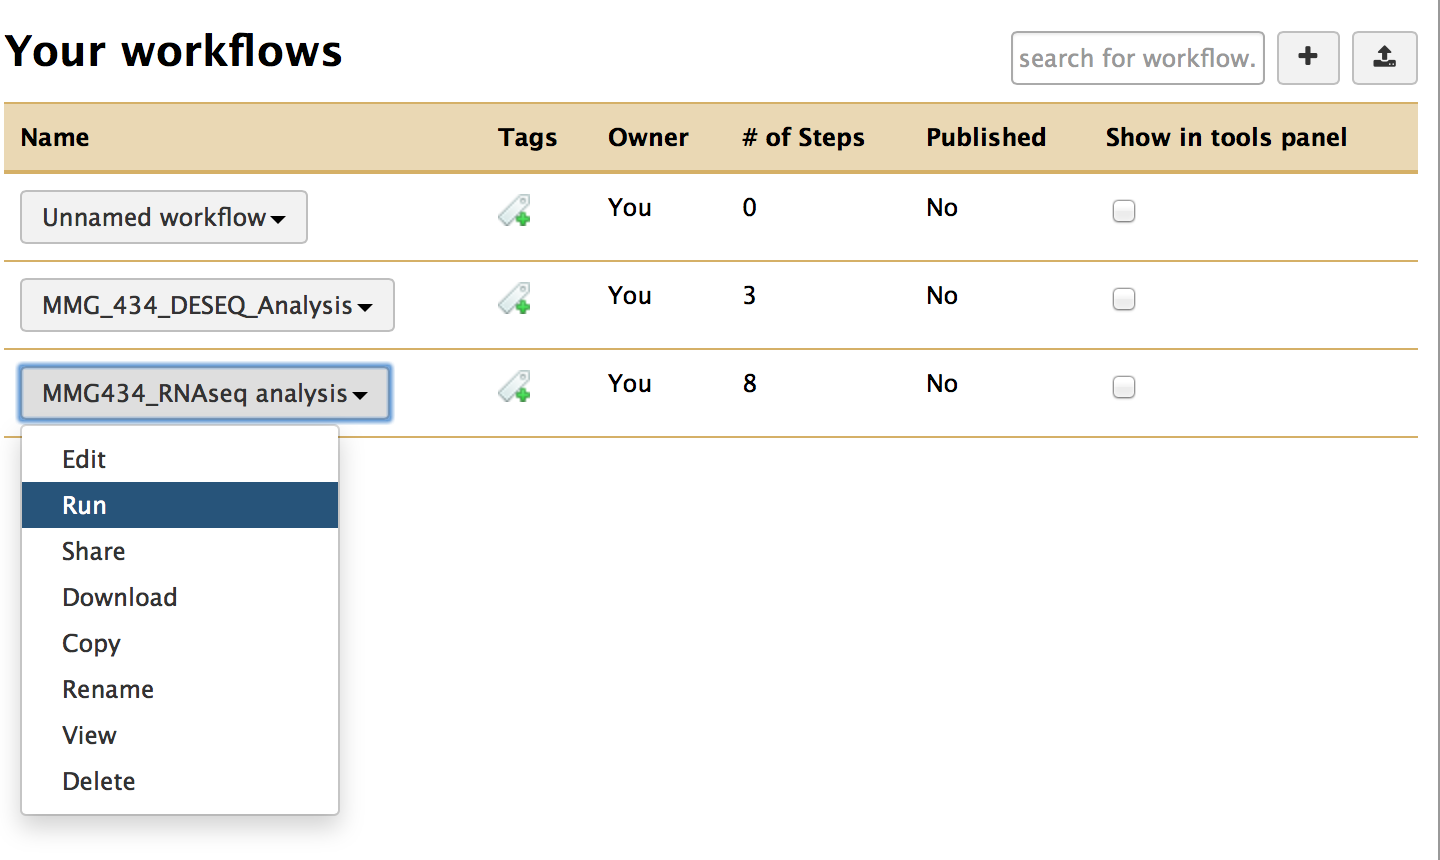 Your workflows
search for workflow.
Name Tags Owner # of Steps Published Show in tools panel
Unnamed workflow You 0 No
MMG_434_DESEQ_Analysis You 3 No
MMG434_RNAseq analysis You 8 No
Edit
Run
Share
Download
Copy
Rename
View
Delete